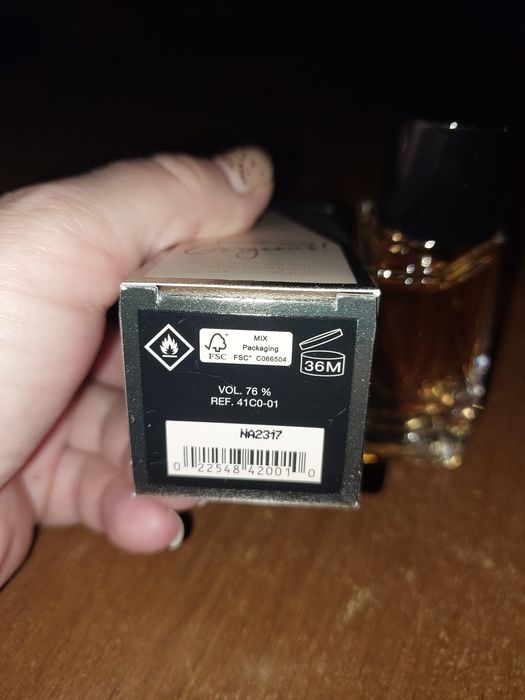 MIX
Packaging
FSC FSC™ C066504
36M
VOL. 76 %
REF. 41C0-01
NA2317
0 22548 42001 0